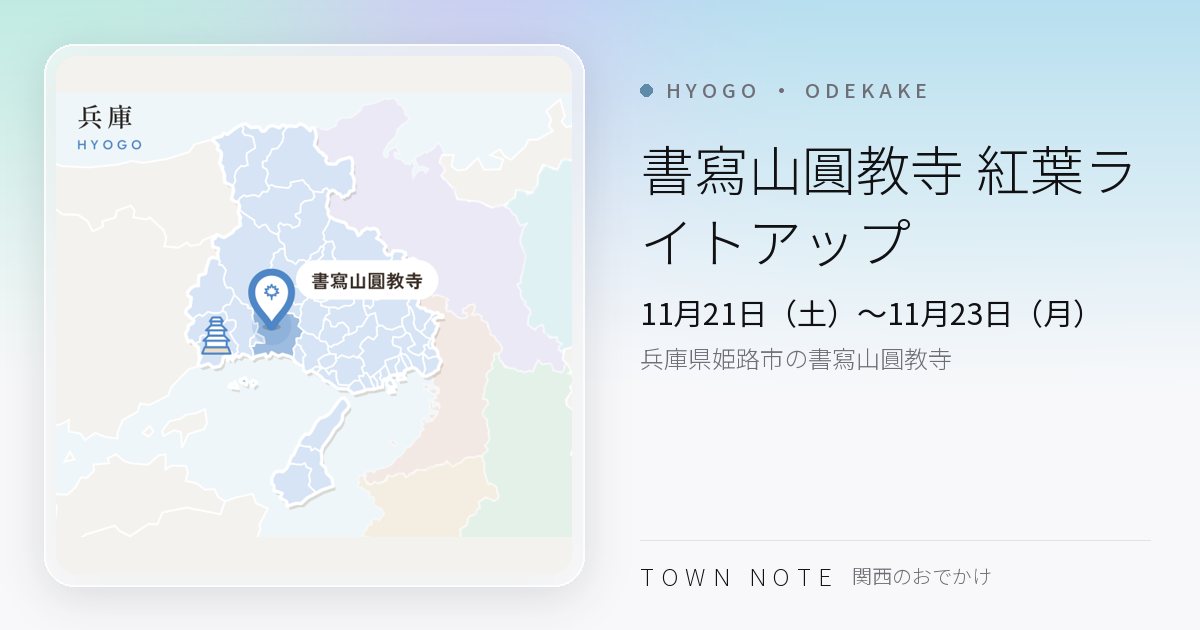 兵庫
HYOGO
書寫山圓教寺
HYOGO • ODEKAKE
書寫山圓教寺 紅葉ラ
イトアップ
11月21日（土）〜11月23日（月）
兵庫県姫路市の書寫山圓教寺
TOWN NOTE 関西のおでかけ